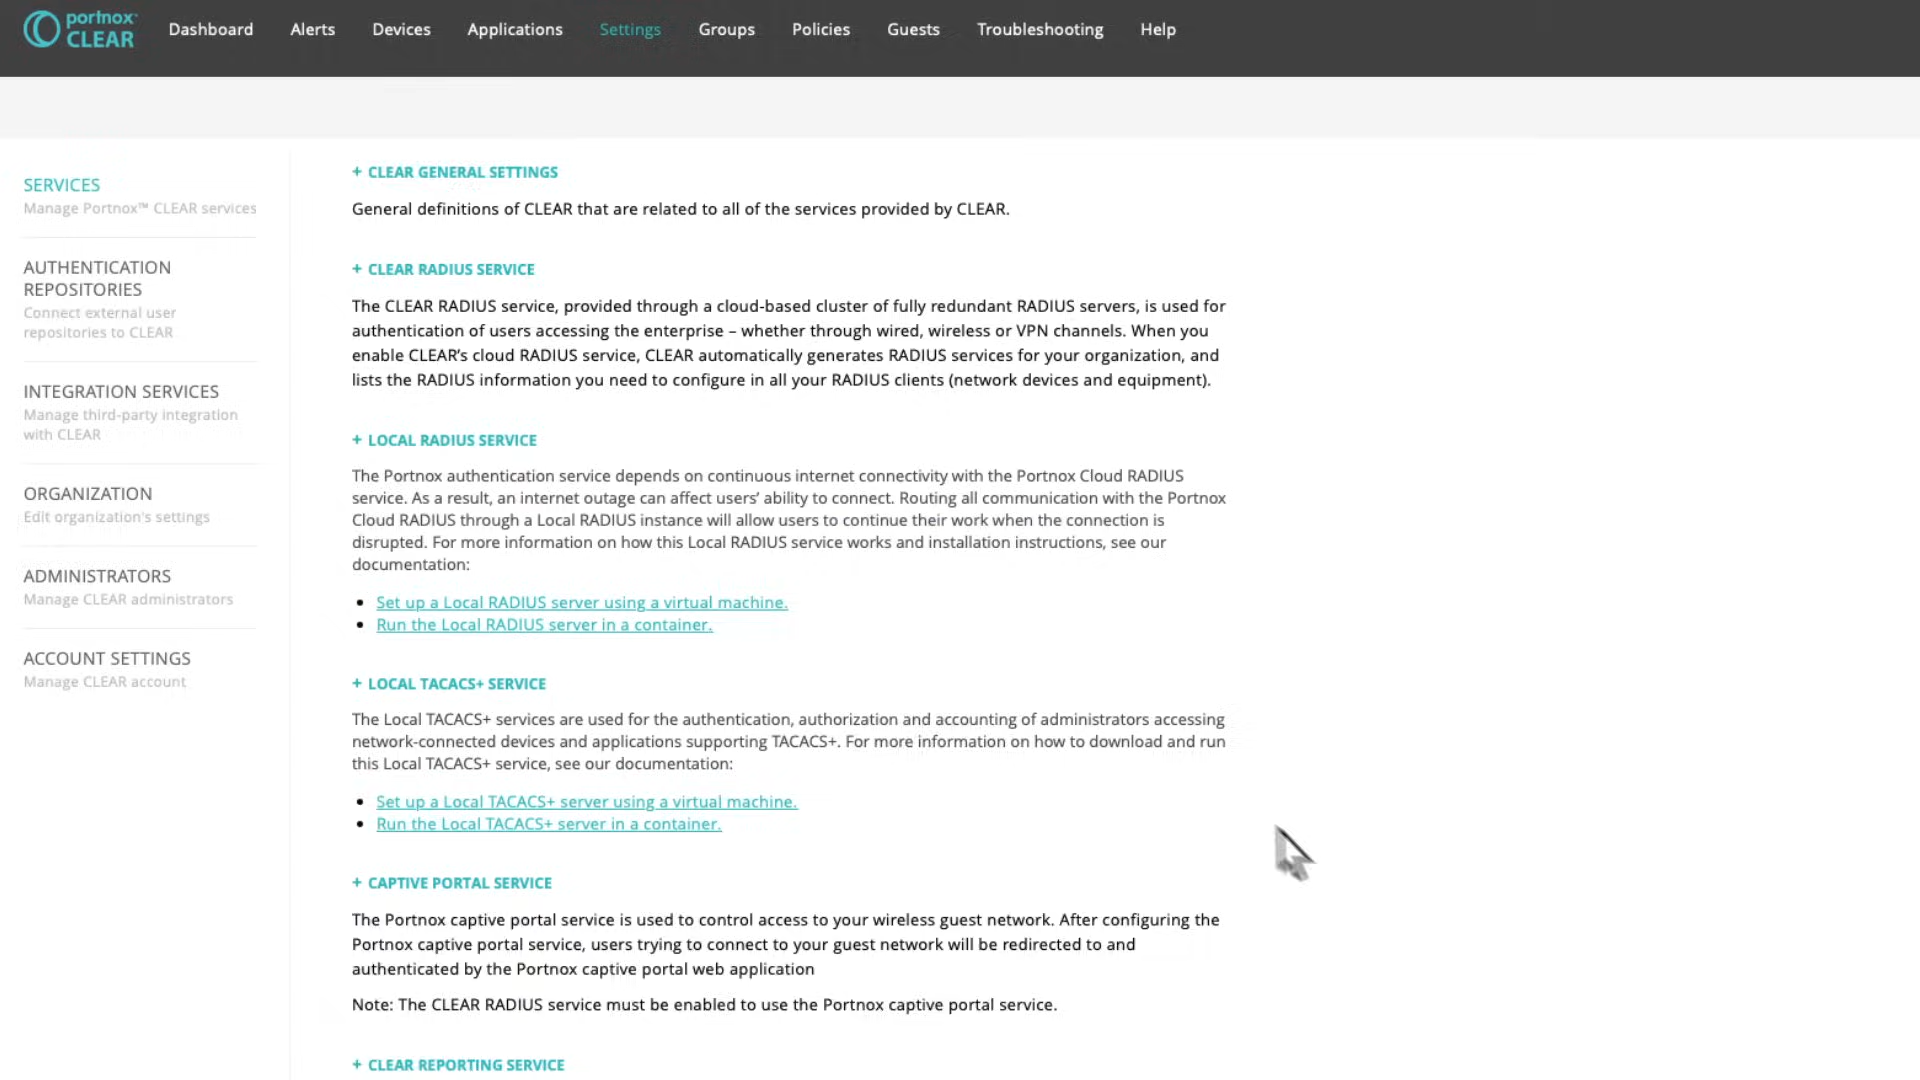 portnox™
CLEAR
Dashboard Alerts Devices Applications Settings Groups Policies Guests Troubleshooting Help
SERVICES
Manage Portnox™ CLEAR services
AUTHENTICATION
REPOSITORIES
Connect external user
repositories to CLEAR
INTEGRATION SERVICES
Manage third-party integration
with CLEAR
ORGANIZATION
Edit organization's settings
ADMINISTRATORS
Manage CLEAR administrators
ACCOUNT SETTINGS
Manage CLEAR account
+ CLEAR GENERAL SETTINGS
General definitions of CLEAR that are related to all of the services provided by CLEAR.
+ CLEAR RADIUS SERVICE
The CLEAR RADIUS service, provided through a cloud-based cluster of fully redundant RADIUS servers, is used for
authentication of users accessing the enterprise – whether through wired, wireless or VPN channels. When you
enable CLEAR’s cloud RADIUS service, CLEAR automatically generates RADIUS services for your organization, and
lists the RADIUS information you need to configure in all your RADIUS clients (network devices and equipment).
+ LOCAL RADIUS SERVICE
The Portnox authentication service depends on continuous internet connectivity with the Portnox Cloud RADIUS
service. As a result, an internet outage can affect users’ ability to connect. Routing all communication with the Portnox
Cloud RADIUS through a Local RADIUS instance will allow users to continue their work when the connection is
disrupted. For more information on how this Local RADIUS service works and installation instructions, see our
documentation:
• Set up a Local RADIUS server using a virtual machine.
• Run the Local RADIUS server in a container.
+ LOCAL TACACS+ SERVICE
The Local TACACS+ services are used for the authentication, authorization and accounting of administrators accessing
network-connected devices and applications supporting TACACS+. For more information on how to download and run
this Local TACACS+ service, see our documentation:
• Set up a Local TACACS+ server using a virtual machine.
• Run the Local TACACS+ server in a container.
+ CAPTIVE PORTAL SERVICE
The Portnox captive portal service is used to control access to your wireless guest network. After configuring the
Portnox captive portal service, users trying to connect to your guest network will be redirected to and
authenticated by the Portnox captive portal web application
Note: The CLEAR RADIUS service must be enabled to use the Portnox captive portal service.
+ CLEAR REPORTING SERVICE